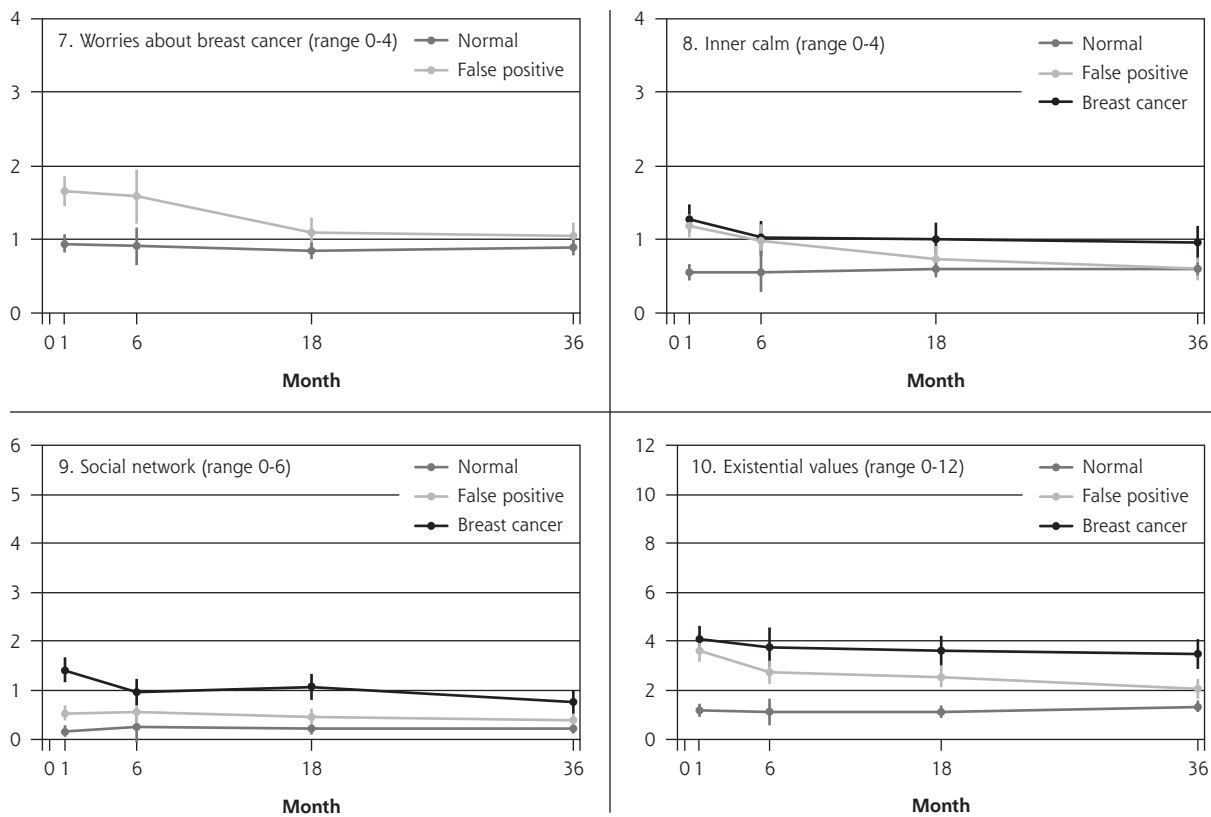 7. Worries about breast cancer (range 0-4)
Normal
False positive
4
3
2
1
0
0 1 6 18 36
Month
8. Inner calm (range 0-4)
Normal
False positive
Breast cancer
4
3
2
1
0
0 1 6 18 36
Month
9. Social network (range 0-6)
Normal
False positive
Breast cancer
6
5
4
3
2
1
0
0 1 6 18 36
Month
10. Existential values (range 0-12)
Normal
False positive
Breast cancer
12
10
8
6
4
2
0
0 1 6 18 36
Month